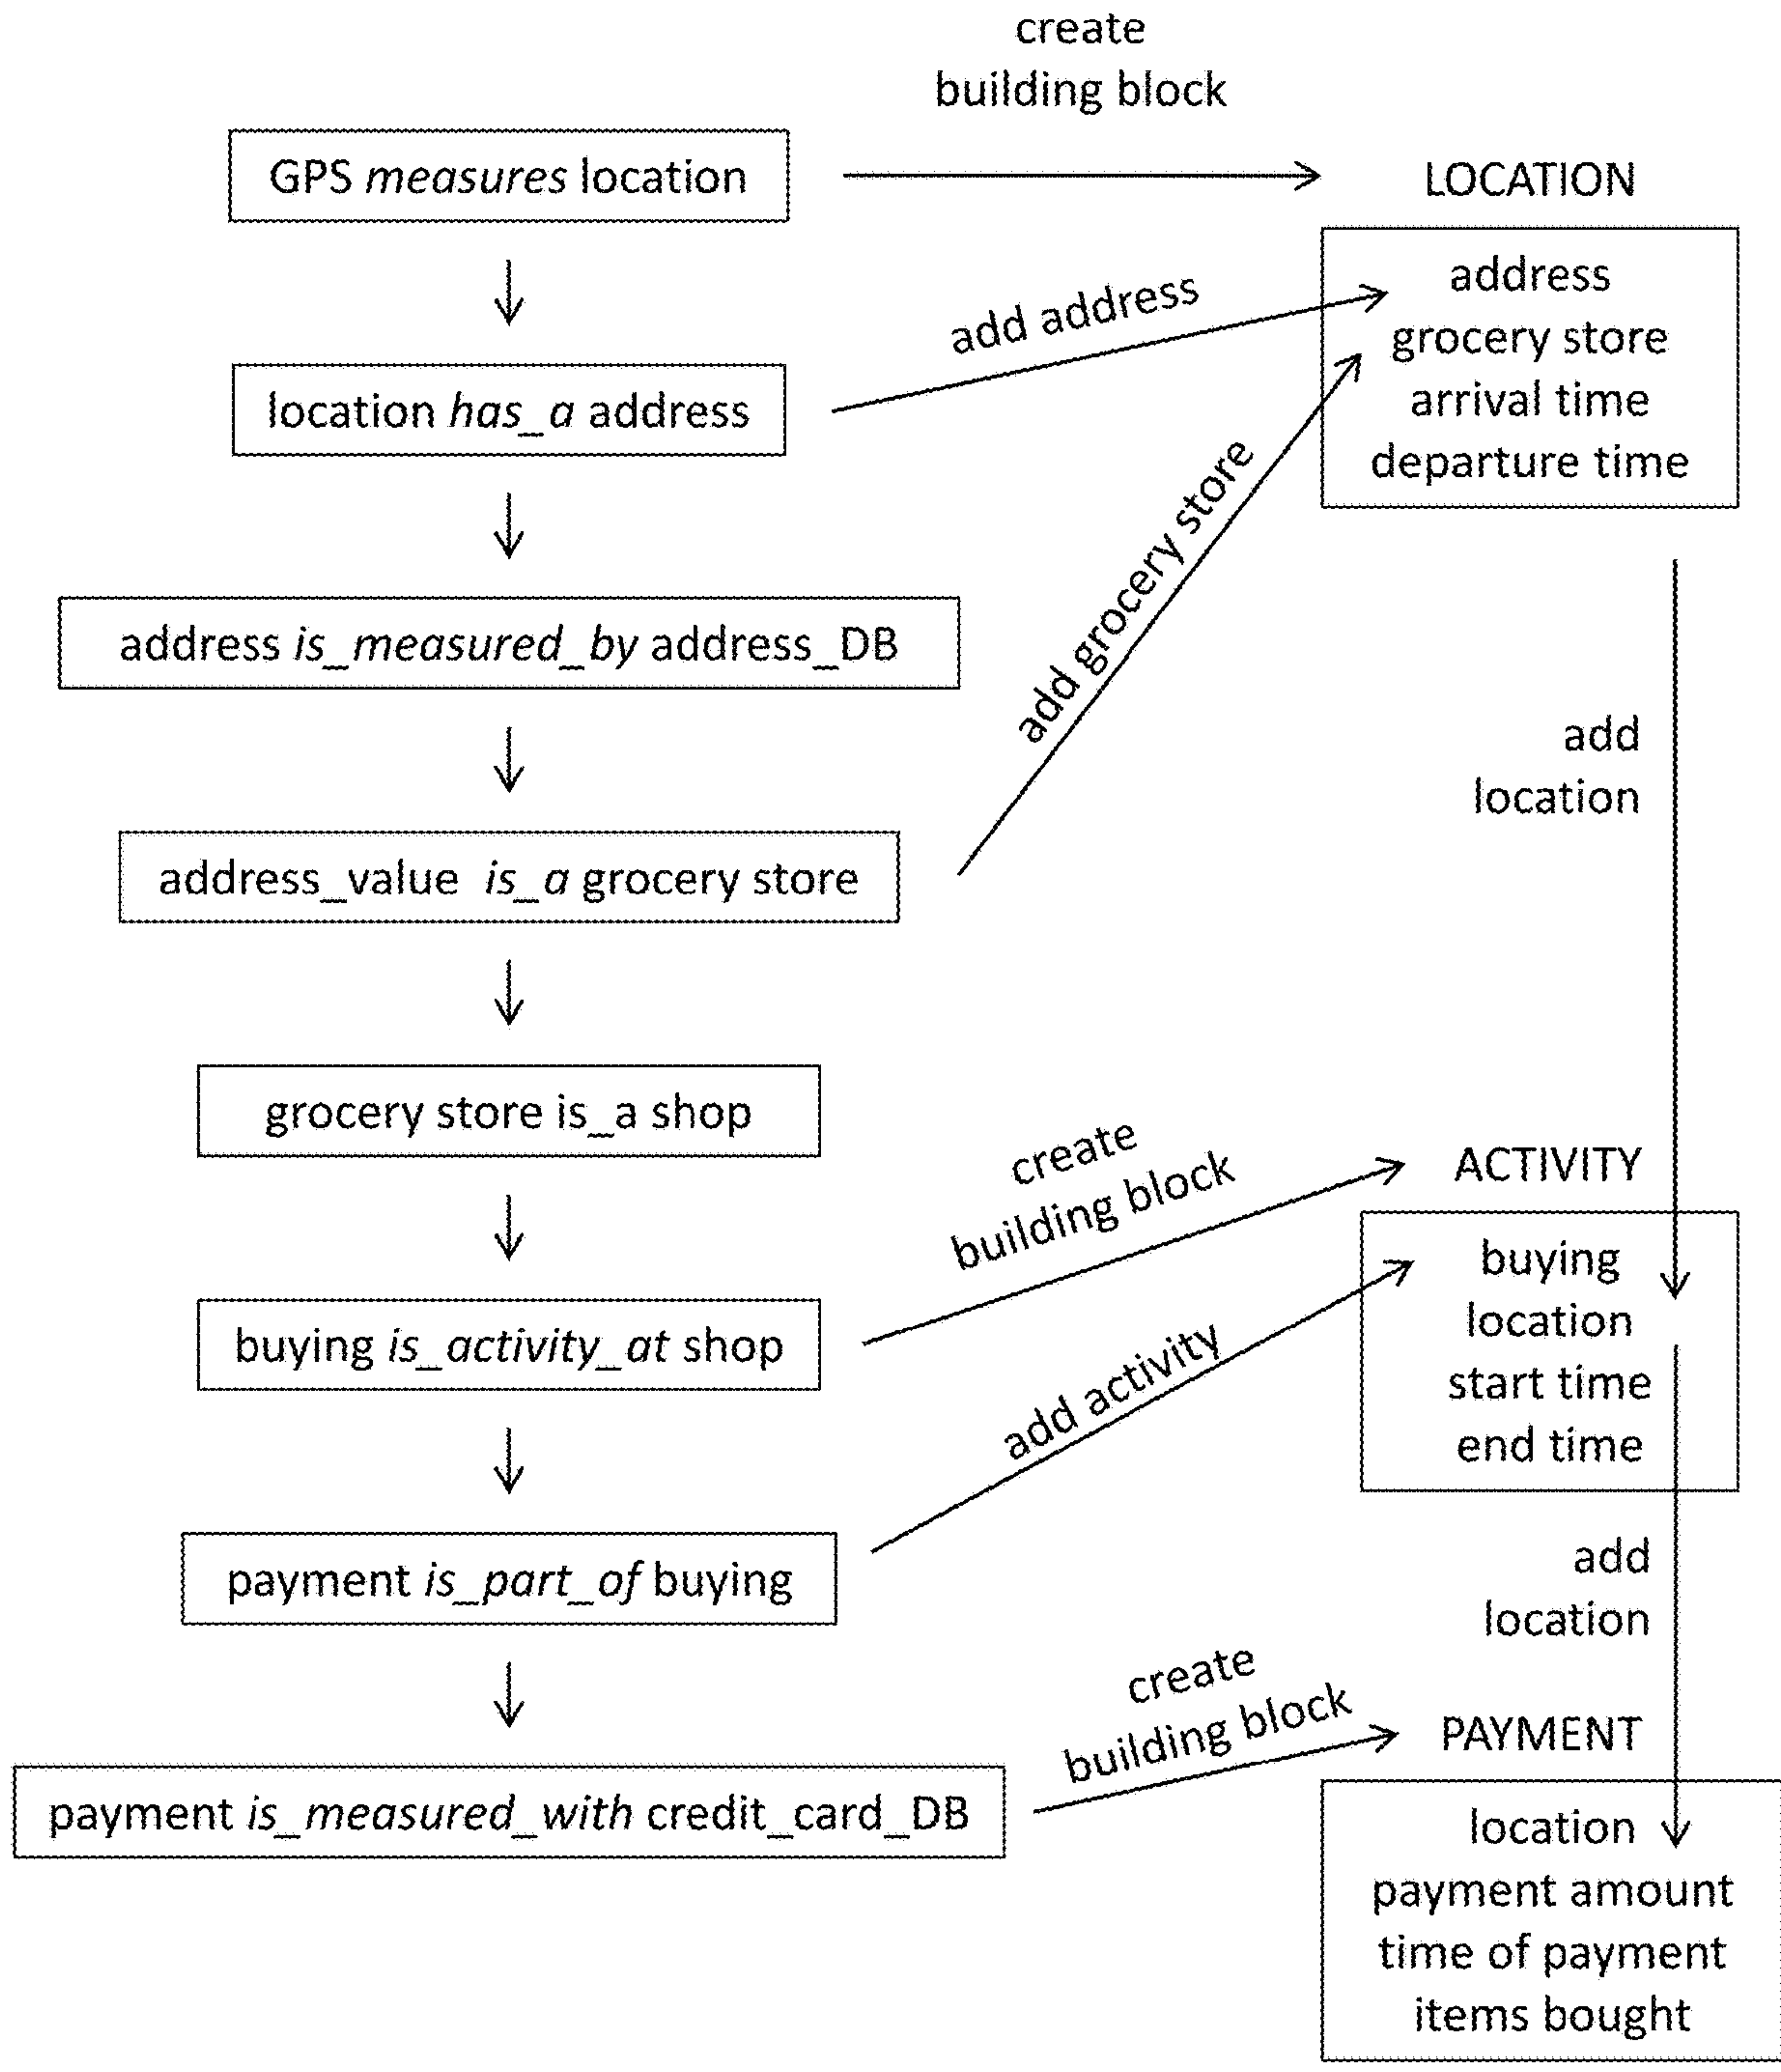 create
building block
GPS measures location
LOCATION
address
grocery store
arrival time
departure time
add address
location has_a address
add grocery store
address is_measured_by address_DB
add
location
address_value is_a grocery store
grocery store is_a shop
create
building block
ACTIVITY
buying
location
start time
end time
buying is_activity_at shop
add activity
payment is_part_of buying
add
location
create
building block
PAYMENT
payment is_measured_with credit_card_DB
location
payment amount
time of payment
items bought